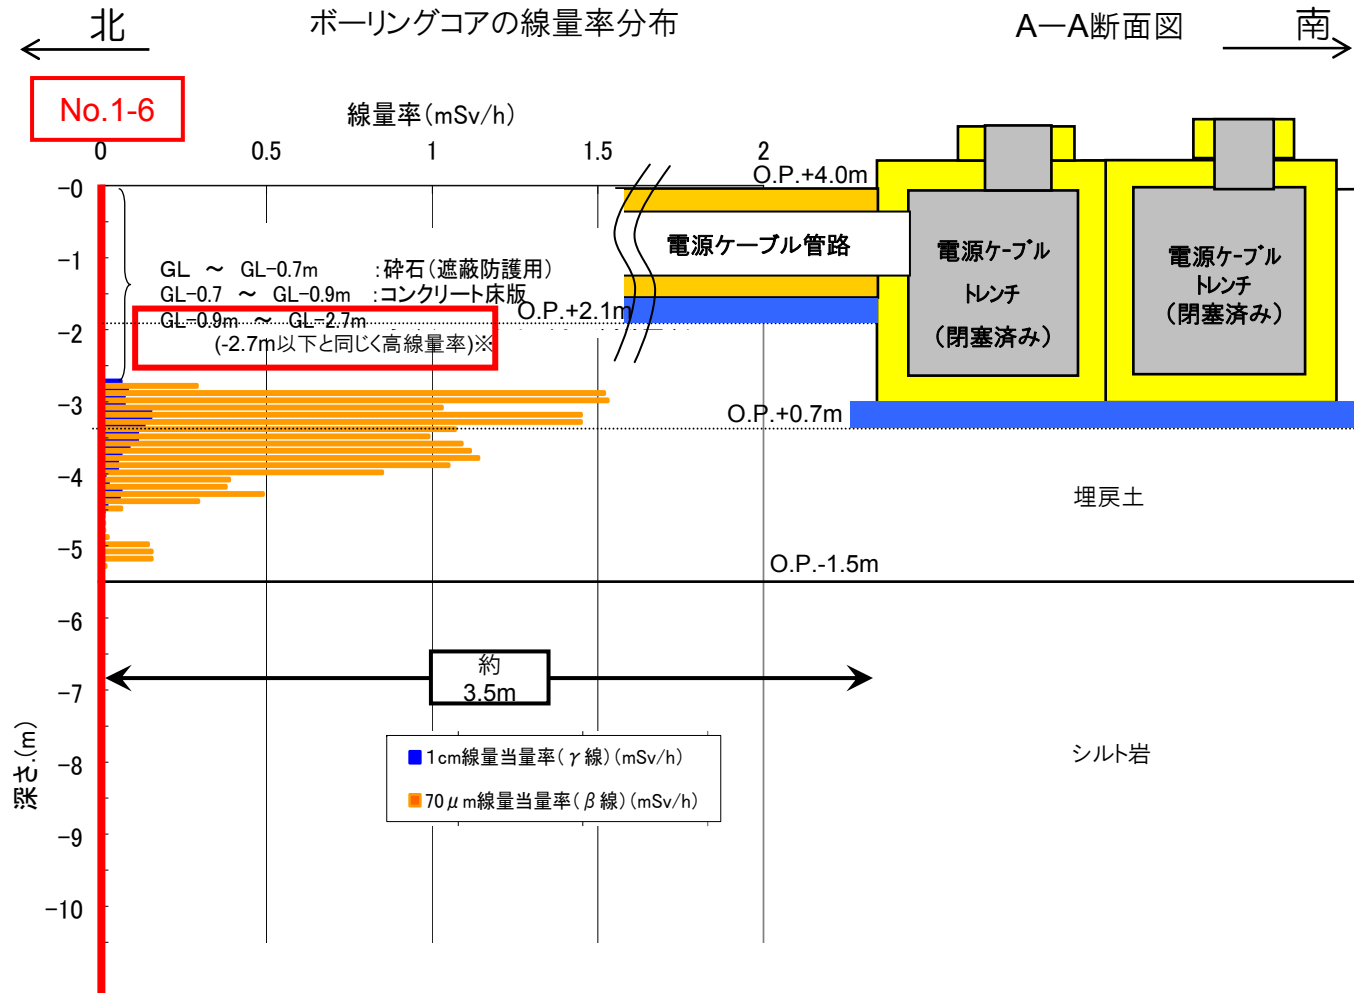 北
ボーリングコアの線量率分布
A－A断面図
南
No.1-6
線量率(mSv/h)
0
0.5
1
1.5
2
O.P.+4.0m
-0
-1
-2
-3
-4
-5
-6
-7
-8
-9
-10
深さ.(m)
GL ～ GL-0.7m :砕石(遮蔽防護用)
GL-0.7 ～ GL-0.9m :コンクリート床版
GL-0.9m ～ GL-2.7m
(-2.7m以下と同じく高線量率)※
O.P.+2.1m
電源ケーブル管路
電源ケーブル
トレンチ
(閉塞済み)
電源ケーブル
トレンチ
(閉塞済み)
O.P.+0.7m
埋戻土
O.P.-1.5m
約
3.5m
シルト岩
1cm線量当量率(γ線)(mSv/h)
70μm線量当量率(β線)(mSv/h)